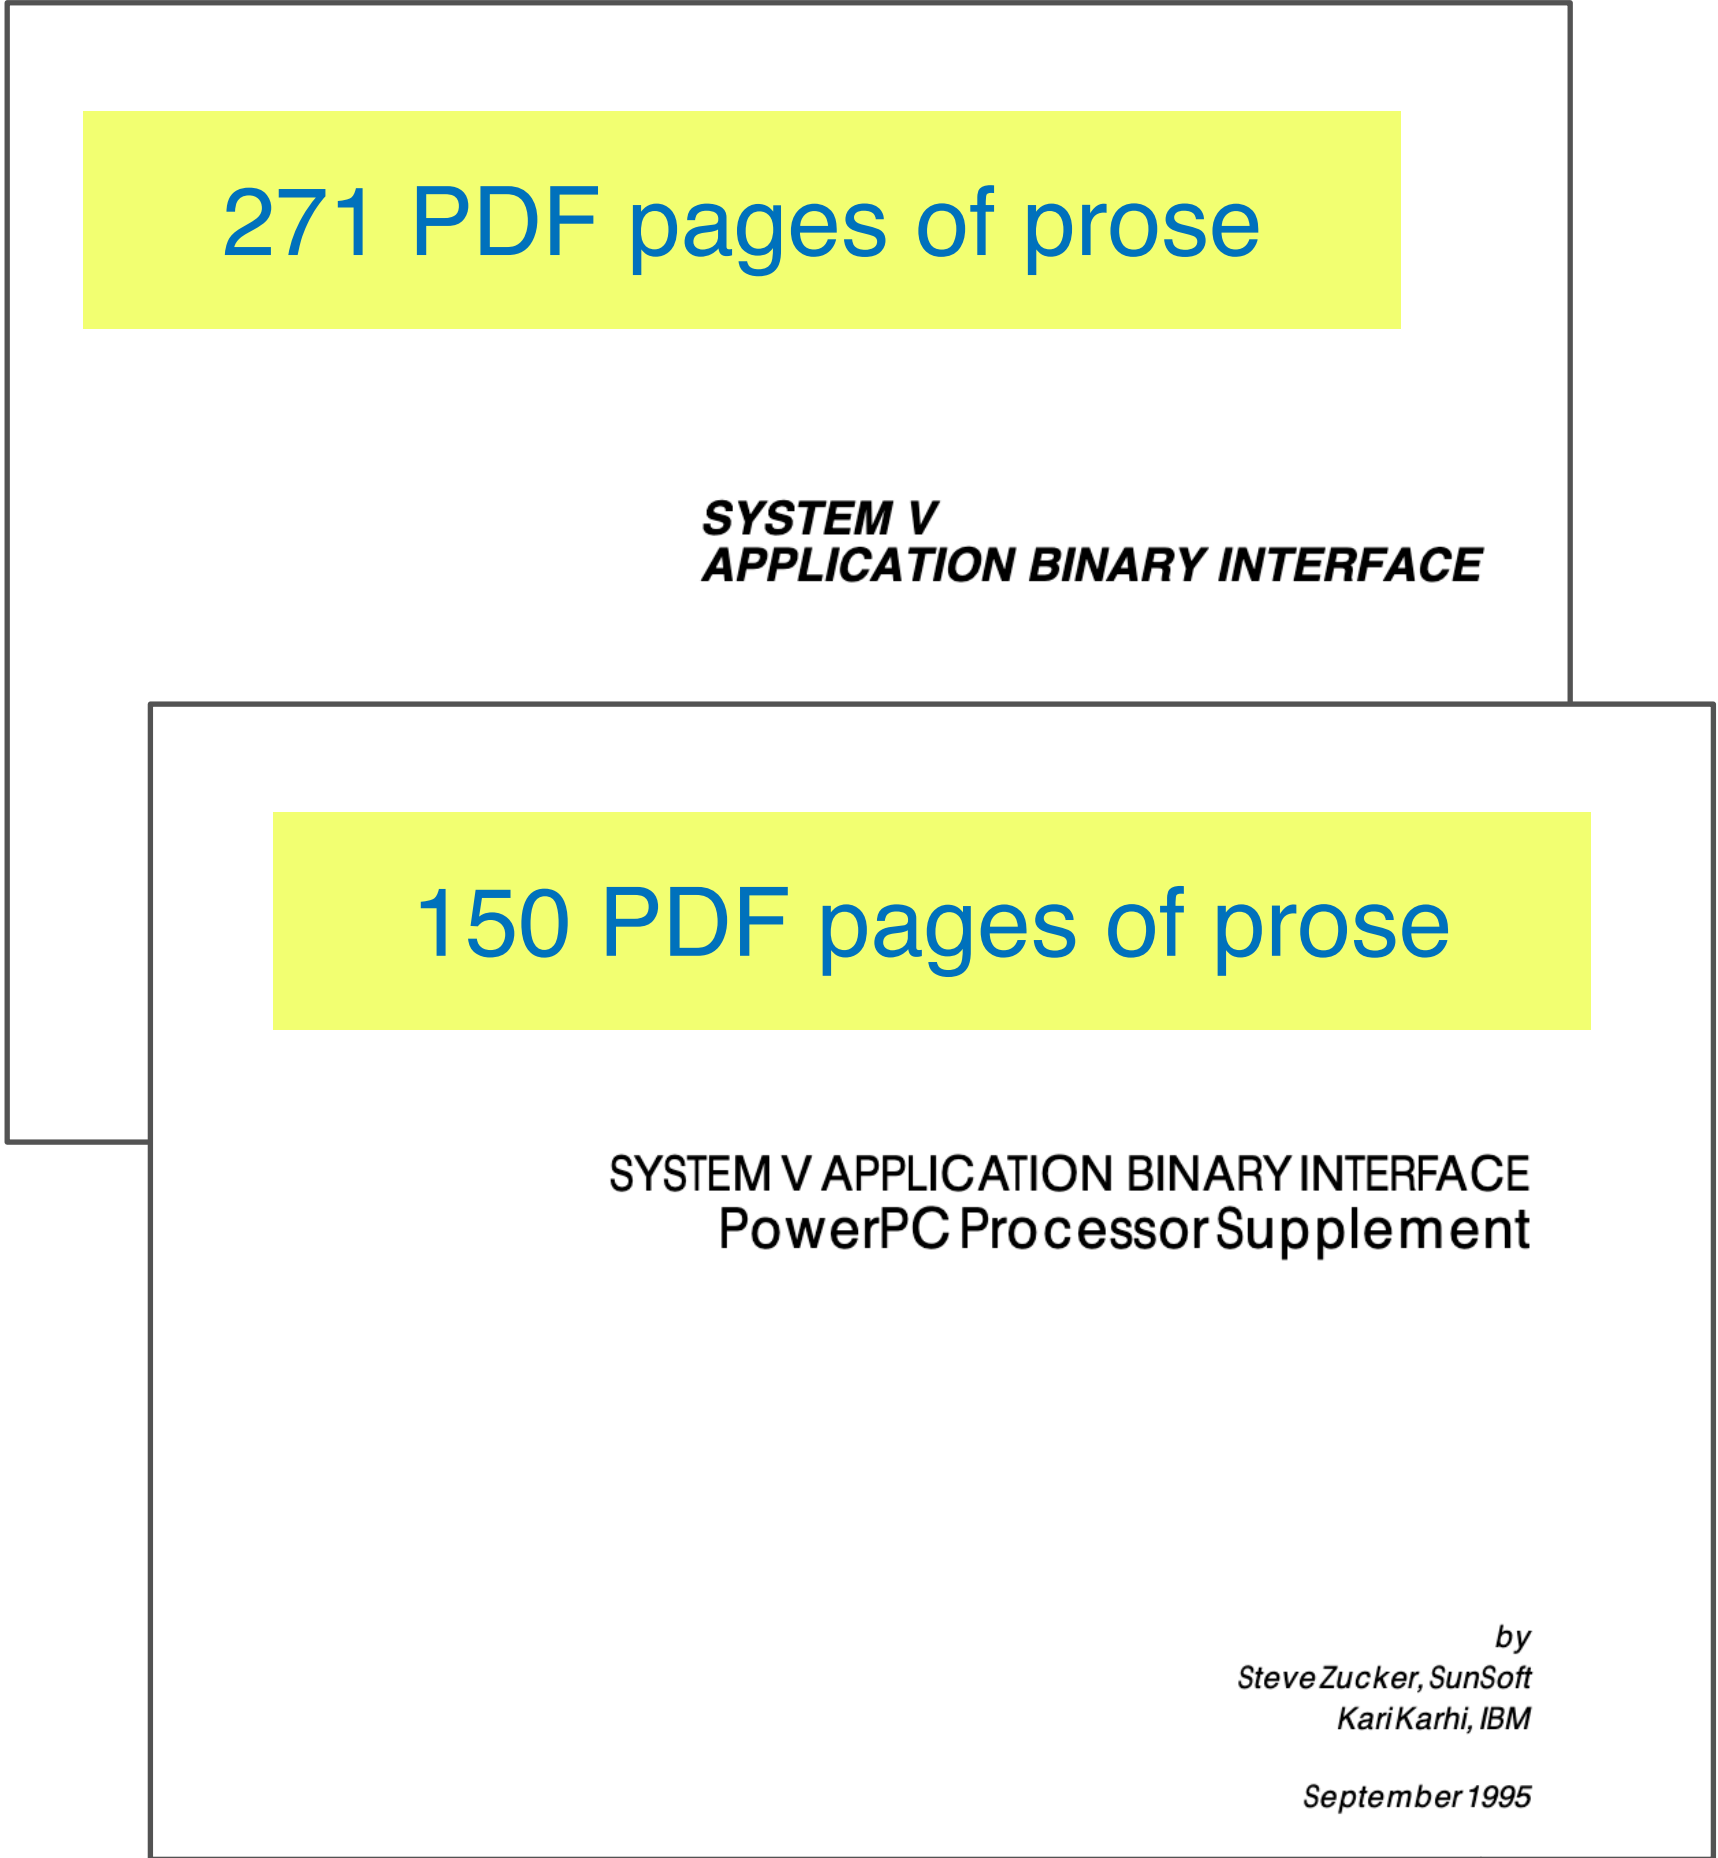 271 PDF pages of prose
SYSTEM V
APPLICATION BINARY INTERFACE
150 PDF pages of prose
SYSTEM V APPLICATION BINARY INTERFACE
PowerPC Processor Supplement
by
Steve Zucker, SunSoft
Kari Karhi, IBM
September 1995